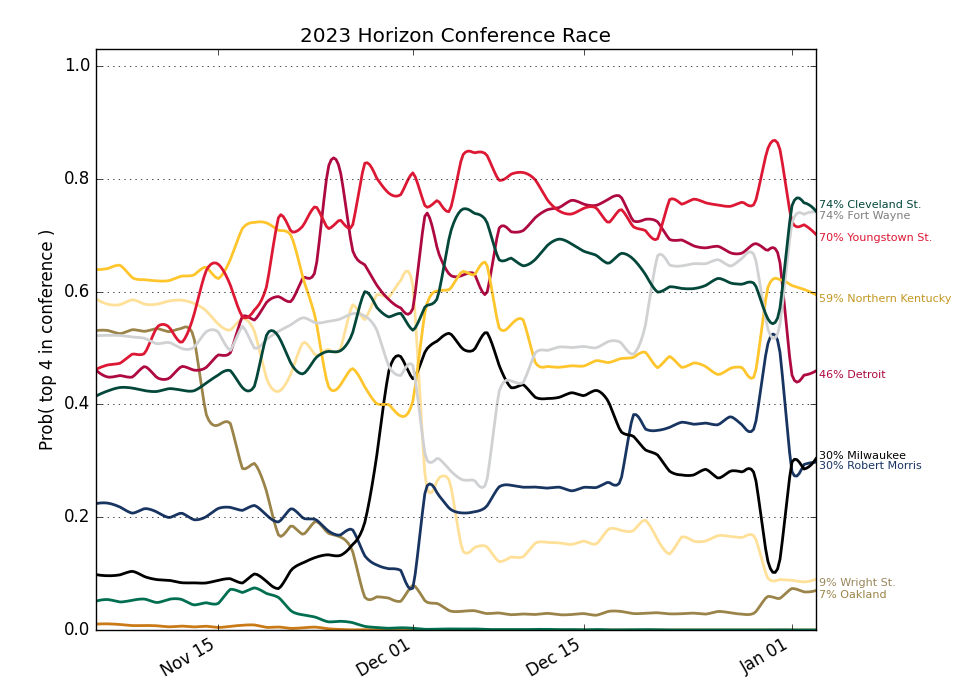 2023 Horizon Conference Race
Prob( top 4 in conference )
1.0
0.8
0.6
0.4
0.2
0.0
Nov 15
Dec 01
Dec 15
Jan 01
74% Cleveland St.
74% Fort Wayne
70% Youngstown St.
59% Northern Kentucky
46% Detroit
30% Milwaukee
30% Robert Morris
9% Wright St.
7% Oakland